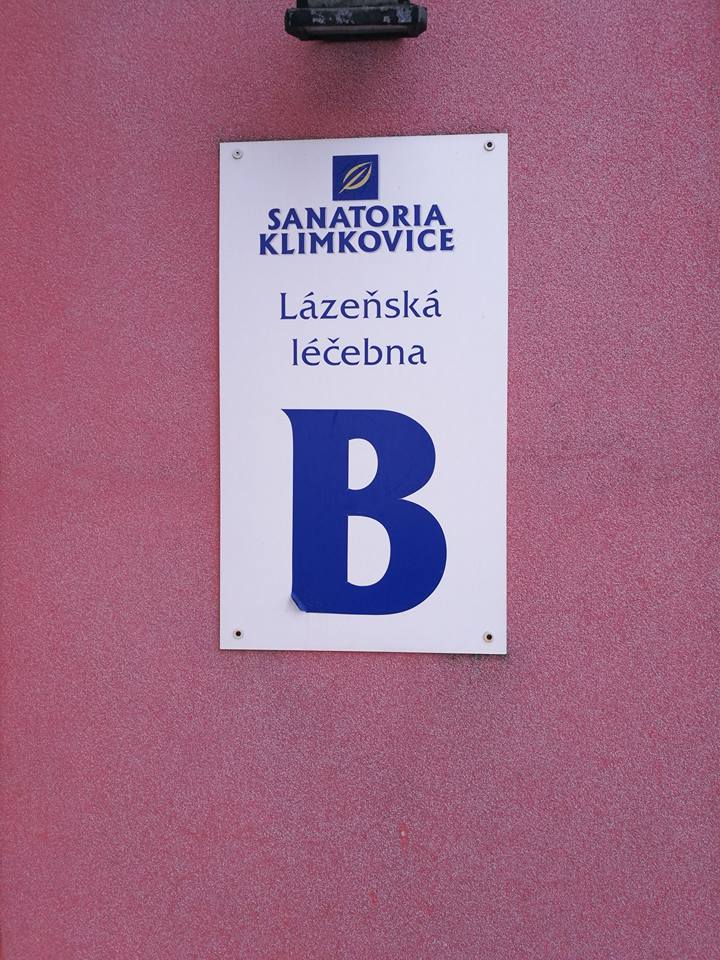 SANATORIA
KLIMKOVICE
Lázeňská
léčebna
B